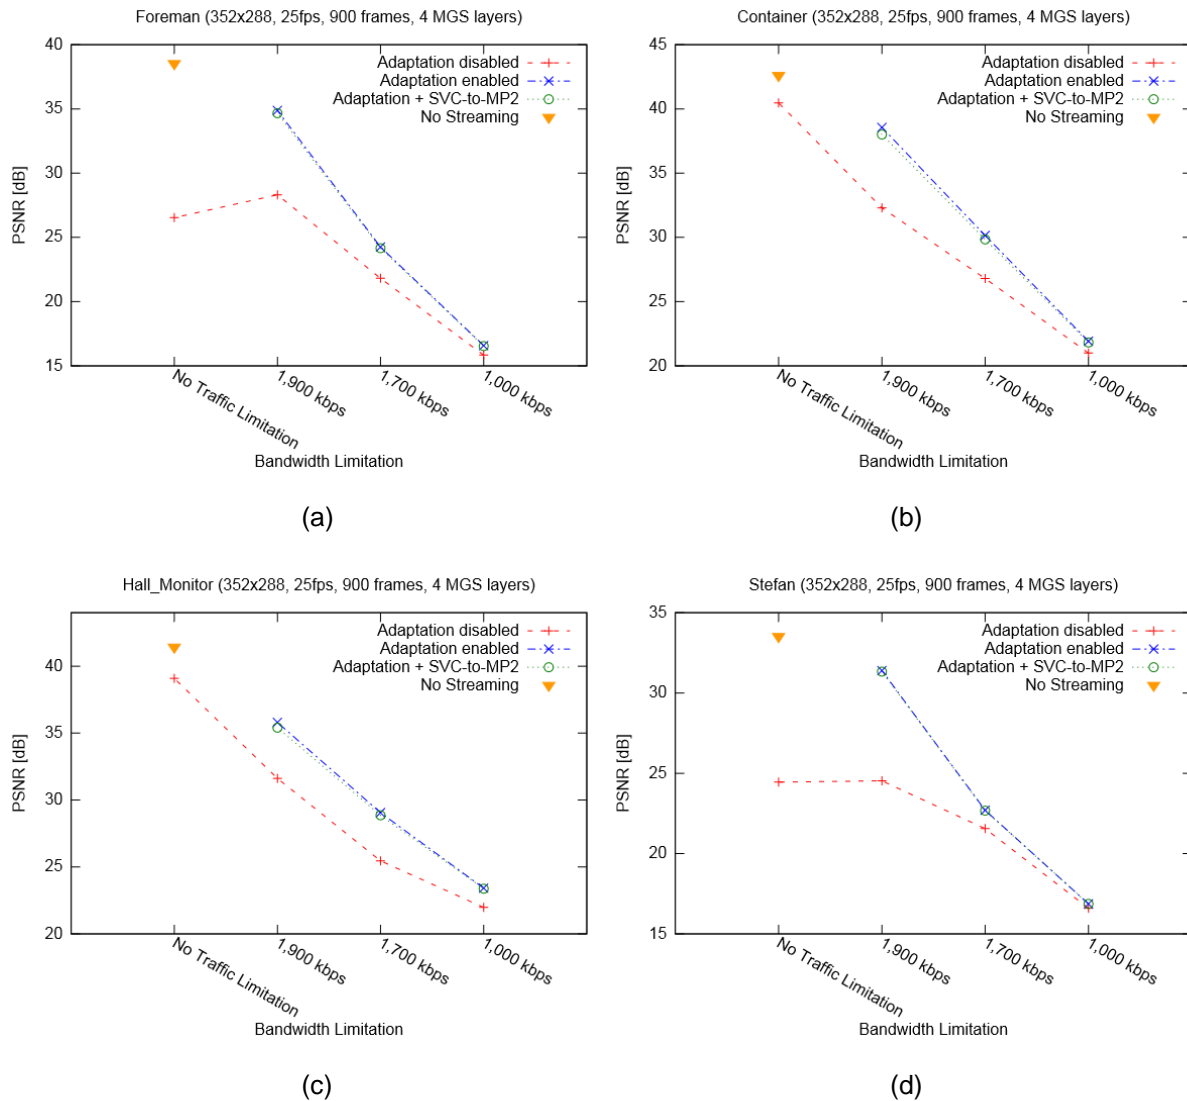 Foreman (352x288, 25fps, 900 frames, 4 MGS layers)
40
35
30
25
20
15
PSNR [dB]
Adaptation disabled
Adaptation enabled
Adaptation + SVC-to-MP2
No Streaming
No Traffic Limitation
1,900 kbps
1,700 kbps
1,000 kbps
Bandwidth Limitation
(a)
Container (352x288, 25fps, 900 frames, 4 MGS layers)
45
40
35
30
25
20
PSNR [dB]
Adaptation disabled
Adaptation enabled
Adaptation + SVC-to-MP2
No Streaming
No Traffic Limitation
1,900 kbps
1,700 kbps
1,000 kbps
Bandwidth Limitation
(b)
Hall_Monitor (352x288, 25fps, 900 frames, 4 MGS layers)
40
35
30
25
20
PSNR [dB]
Adaptation disabled
Adaptation enabled
Adaptation + SVC-to-MP2
No Streaming
No Traffic Limitation
1,900 kbps
1,700 kbps
1,000 kbps
Bandwidth Limitation
(c)
Stefan (352x288, 25fps, 900 frames, 4 MGS layers)
35
30
25
20
15
PSNR [dB]
Adaptation disabled
Adaptation enabled
Adaptation + SVC-to-MP2
No Streaming
No Traffic Limitation
1,900 kbps
1,700 kbps
1,000 kbps
Bandwidth Limitation
(d)